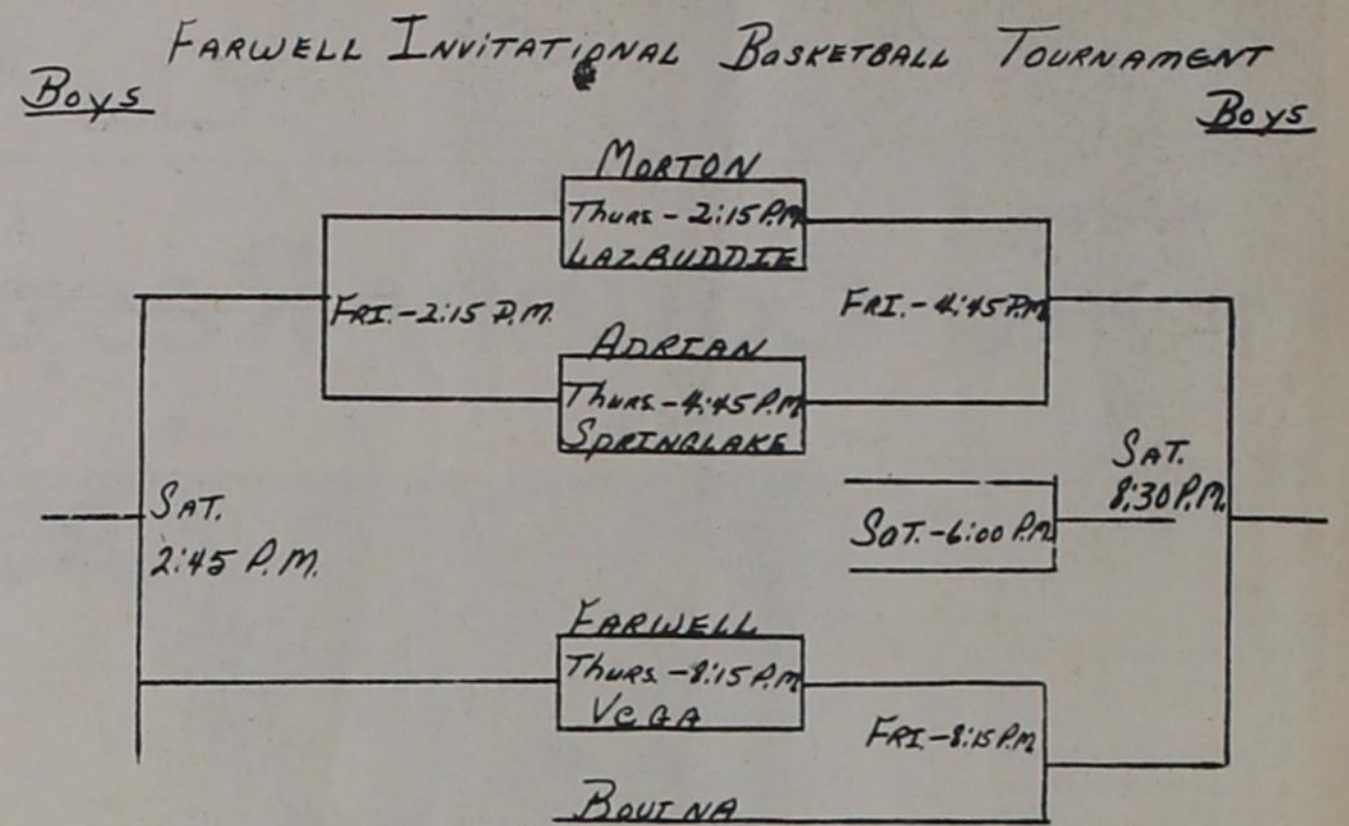 FARWELL INVITATIONAL BASKETBALL TOURNAMENT
Boys
Boys
MORTON
Thurs - 2:15 P.M.
LAZBUDDIE
FRI. - 2:15 P.M.
FRI. - 4:45 P.M.
ADRIAN
Thurs - 4:45 P.M.
SPRINGLAKE
SAT.
8:30 P.M.
SAT.
2:45 P.M.
SAT. - 6:00 P.M.
FARWELL
Thurs - 8:15 P.M.
VEGA
FRI - 8:15 P.M.
BOVINA